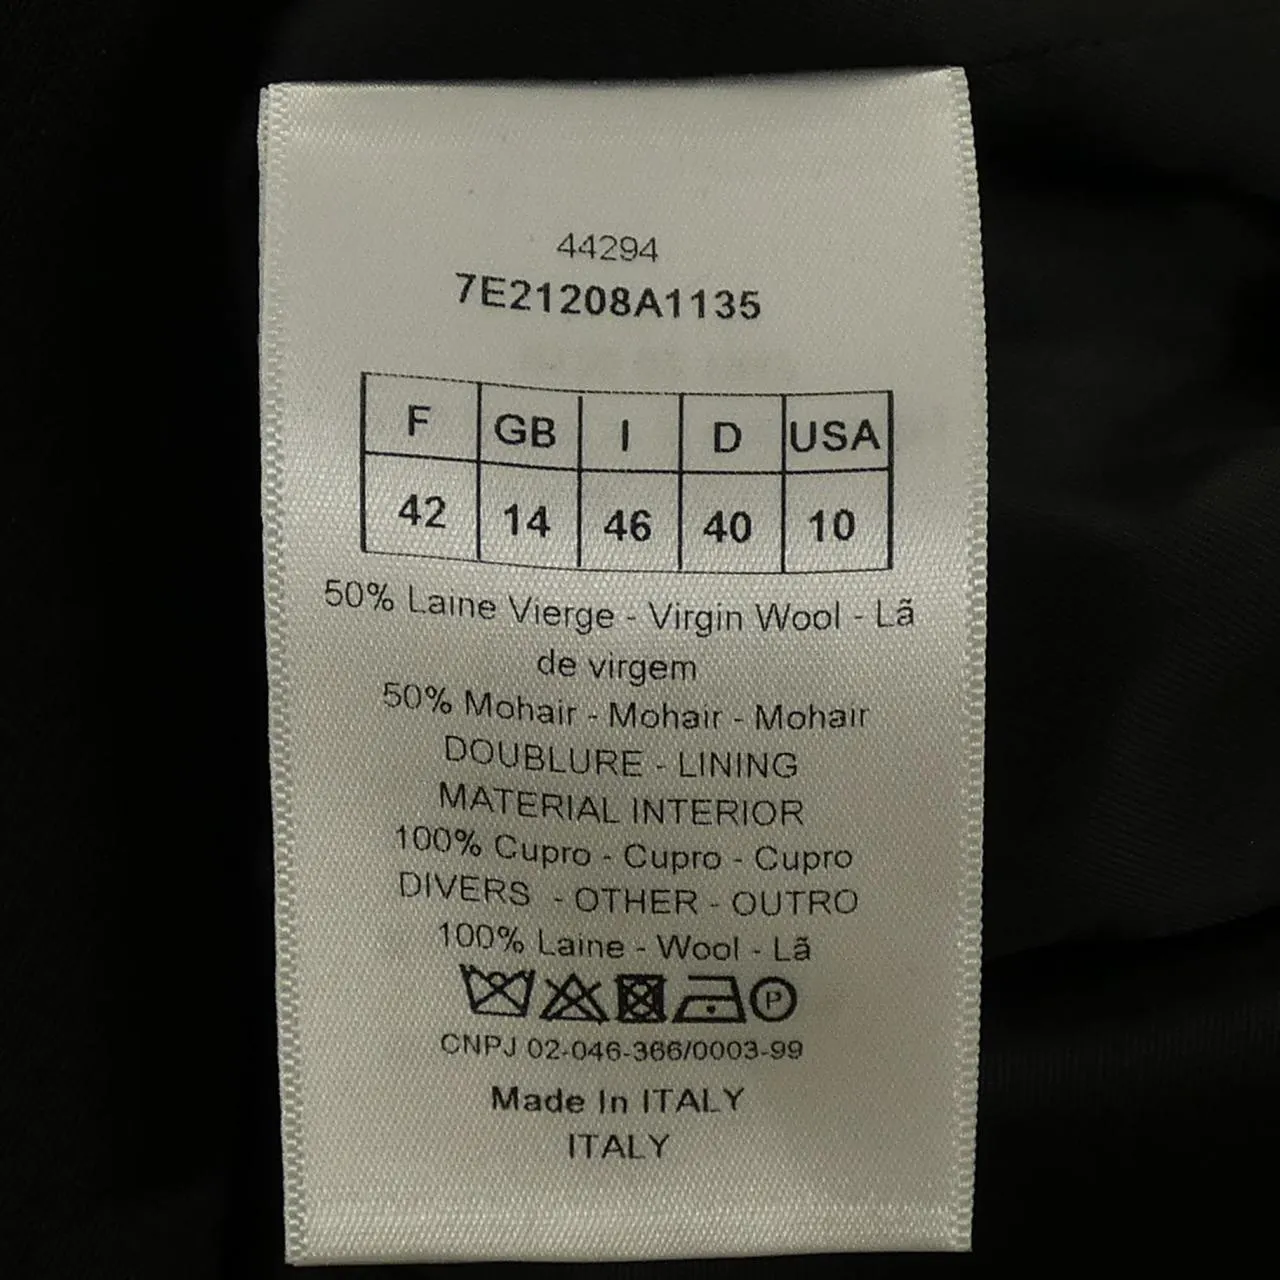 44294
7E21208A1135
F GB I D USA
42 14 46 40 10
50% Laine Vierge - Virgin Wool - Lã
de virgem
50% Mohair - Mohair - Mohair
DOUBLURE - LINING
MATERIAL INTERIOR
100% Cupro - Cupro - Cupro
DIVERS - OTHER - OUTRO
100% Laine - Wool - Lã
P
CNPJ 02-046-366/0003-99
Made In ITALY
ITALY